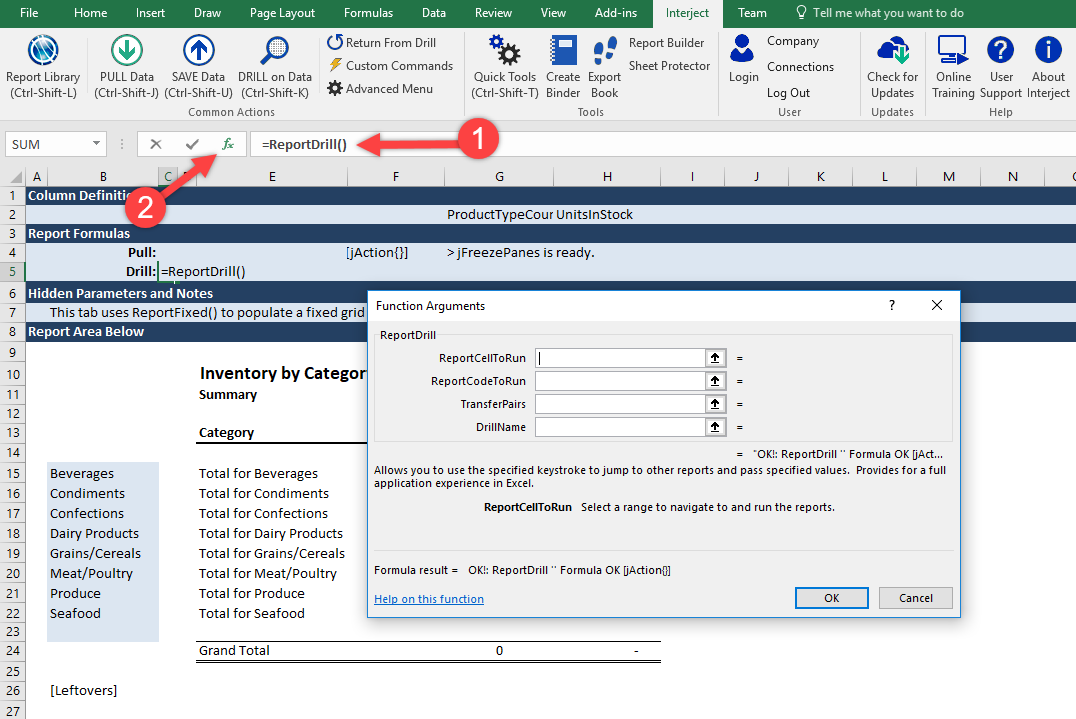 File Home Insert Draw Page Layout Formulas Data Review View Add-ins Interject Team Tell me what you want to do
Report Library (Ctrl-Shift-L)
PULL Data (Ctrl-Shift-J)
SAVE Data (Ctrl-Shift-U)
DRILL on Data (Ctrl-Shift-K)
Return From Drill
Custom Commands
Advanced Menu
Common Actions
Quick Tools (Ctrl-Shift-T)
Create Binder
Export Book
Report Builder
Sheet Protector
Tools
Login
Company
Connections
Log Out
User
Check for Updates
Updates
Online Training
User Support
About Interject
Help
SUM fx =ReportDrill() 1
A B C E F G H I J K L M N
2
1 Column Definitio
2 ProductTypeCour UnitsInStock
3 Report Formulas
4 Pull: [jAction{}] > jFreezePanes is ready.
5 Drill: =ReportDrill()
6 Hidden Parameters and Notes
7 This tab uses ReportFixed() to populate a fixed grid
8 Report Area Below
9
10 Inventory by Categor
11 Summary
12
13 Category
14
15 Beverages Total for Beverages
16 Condiments Total for Condiments
17 Confections Total for Confections
18 Dairy Products Total for Dairy Products
19 Grains/Cereals Total for Grains/Cereals
20 Meat/Poultry Total for Meat/Poultry
21 Produce Total for Produce
22 Seafood Total for Seafood
23
24 Grand Total 0 -
25
26 [Leftovers]
27
Function Arguments ?
ReportDrill
ReportCellToRun =
ReportCodeToRun =
TransferPairs =
DrillName =
= "OK!: ReportDrill '' Formula OK [jAct...
Allows you to use the specified keystroke to jump to other reports and pass specified values. Provides for a full
application experience in Excel.
ReportCellToRun Select a range to navigate to and run the reports.
Formula result = OK!: ReportDrill '' Formula OK [jAction{}]
Help on this function OK Cancel